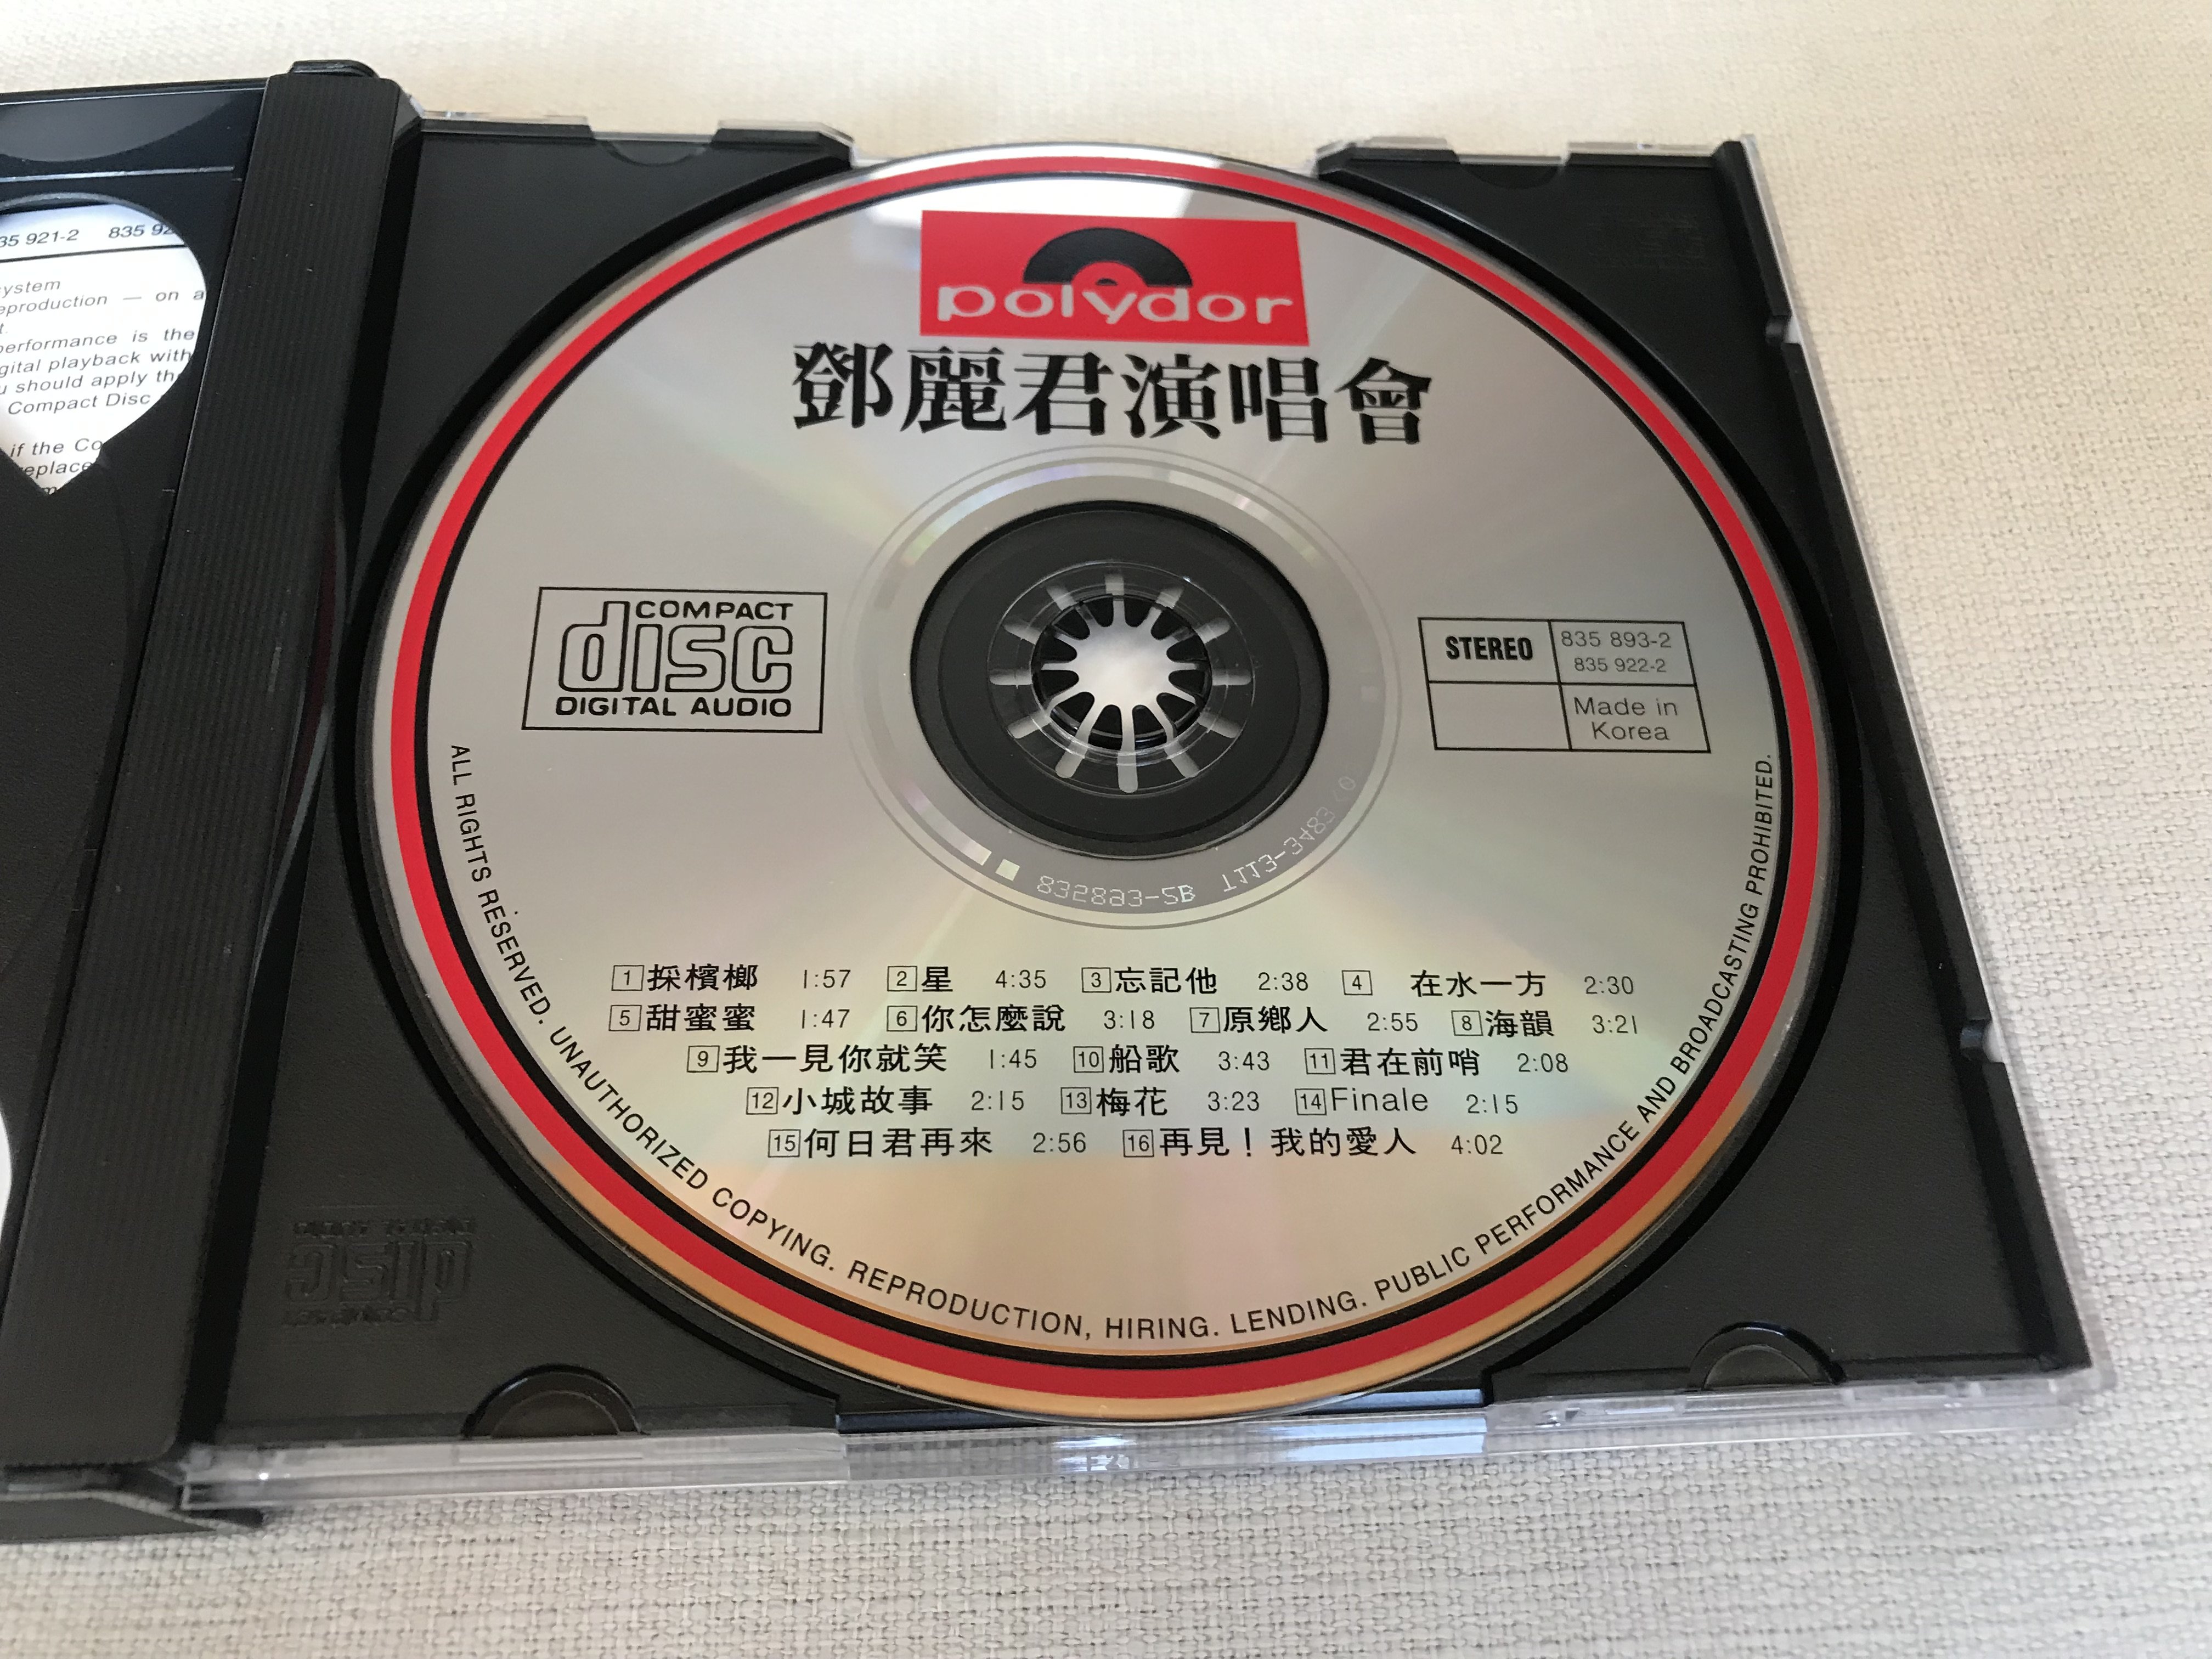 35 921-2 835 92
ystem
eproduction — on a
t.
performance is the
gital playback with
u should apply the
Compact Disc
if the Co
replace
polydor
鄧麗君演唱會
COMPACT
disc
DIGITAL AUDIO
STEREO 835 893-2
835 922-2
Made in
Korea
835893-2B T113-3483
1 採檳榔 1:57 2 星 4:35 3 忘記他 2:38 4 在水一方 2:30
5 甜蜜蜜 1:47 6 你怎麼說 3:18 7 原鄉人 2:55 8 海韻 3:21
9 我一見你就笑 1:45 10 船歌 3:43 11 君在前哨 2:08
12 小城故事 2:15 13 梅花 3:23 14 Finale 2:15
15 何日君再來 2:56 16 再見！我的愛人 4:02
ALL RIGHTS RESERVED. UNAUTHORIZED COPYING. REPRODUCTION, HIRING. LENDING. PUBLIC PERFORMANCE AND BROADCASTING PROHIBITED.
disc